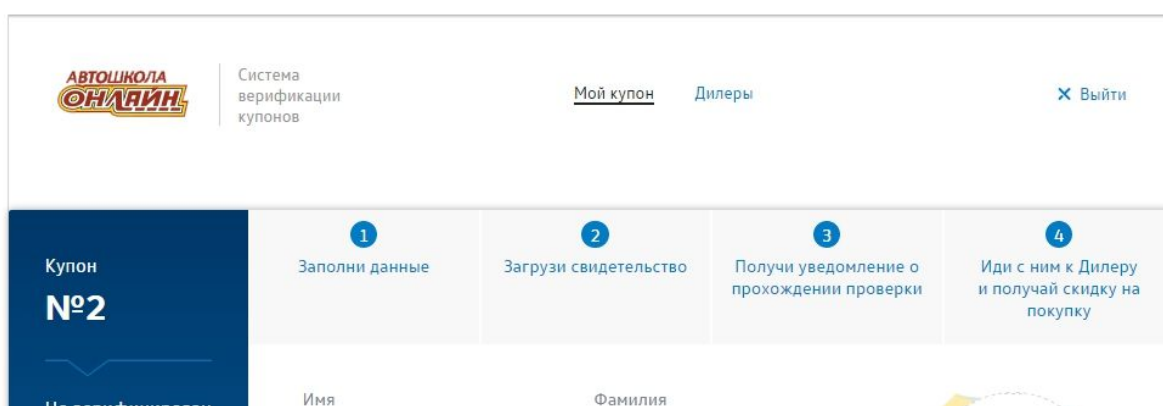 АВТОШКОЛА
ОНЛАЙН
Система
верификации
купонов
Мой купон
Дилеры
× Выйти
Купон
№2
1
Заполни данные
2
Загрузи свидетельство
3
Получи уведомление о
прохождении проверки
4
Иди с ним к Дилеру
и получай скидку на
покупку
Имя
Фамилия